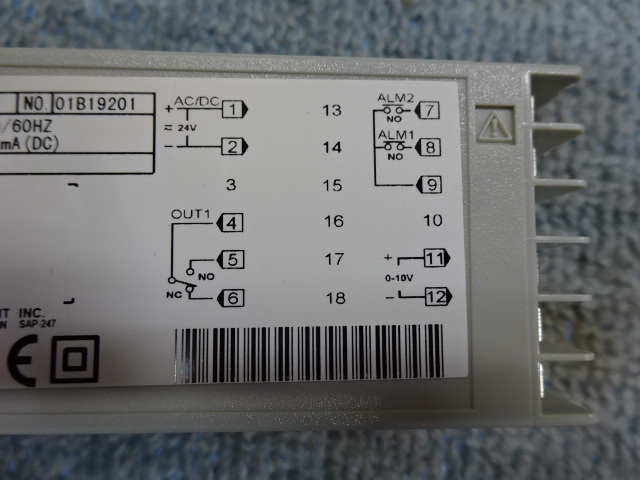 NO. 01B19201
/60HZ
mA (DC)
+ AC/DC 1
≂ 24V
− 2
3
OUT1 4
5
NO
NC 6
13
14
15
16
17
18
ALM2 7
NO
ALM1 8
NO
9
10
+ 11
0-10V
− 12
INC.
SAP-247
CE